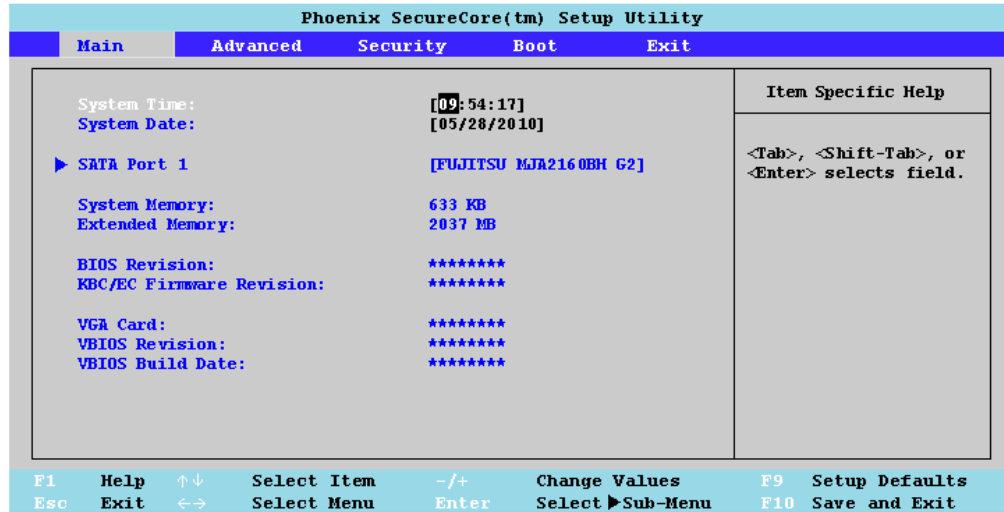 Phoenix SecureCore(tm) Setup Utility
Main Advanced Security Boot Exit
System Time: [09:54:17]
System Date: [05/28/2010]
SATA Port 1 [FUJITSU MJA2160BH G2]
System Memory: 633 KB
Extended Memory: 2037 MB
BIOS Revision: ********
KBC/EC Firmware Revision: ********
VGA Card: ********
VBIOS Revision: ********
VBIOS Build Date: ********
Item Specific Help
<Tab>, <Shift-Tab>, or
<Enter> selects field.
F1 Help ↑↓ Select Item -/+ Change Values F9 Setup Defaults
Esc Exit ←→ Select Menu Enter Select ▶Sub-Menu F10 Save and Exit